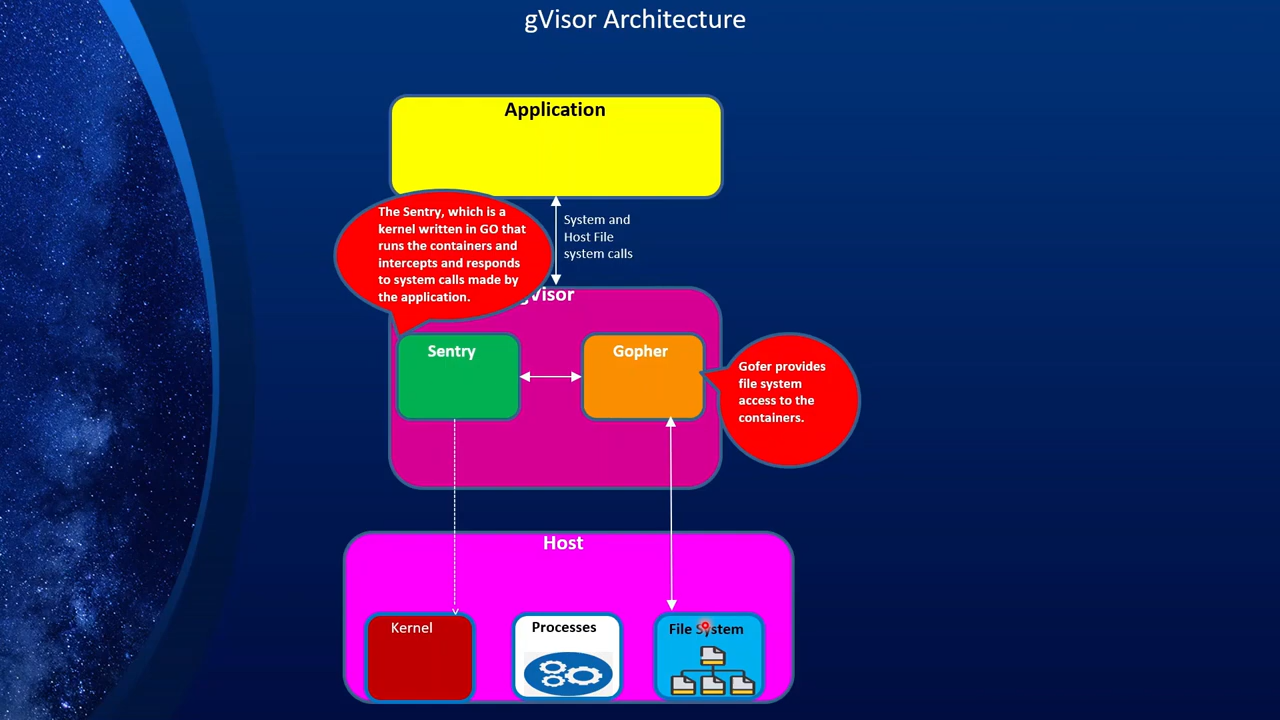 gVisor Architecture
Application
The Sentry, which is a
kernel written in GO that
runs the containers and
intercepts and responds
to system calls made by
the application.
System and
Host File
system calls
gVisor
Sentry
Gopher
Gofer provides
file system
access to the
containers.
Host
Kernel
Processes
File System